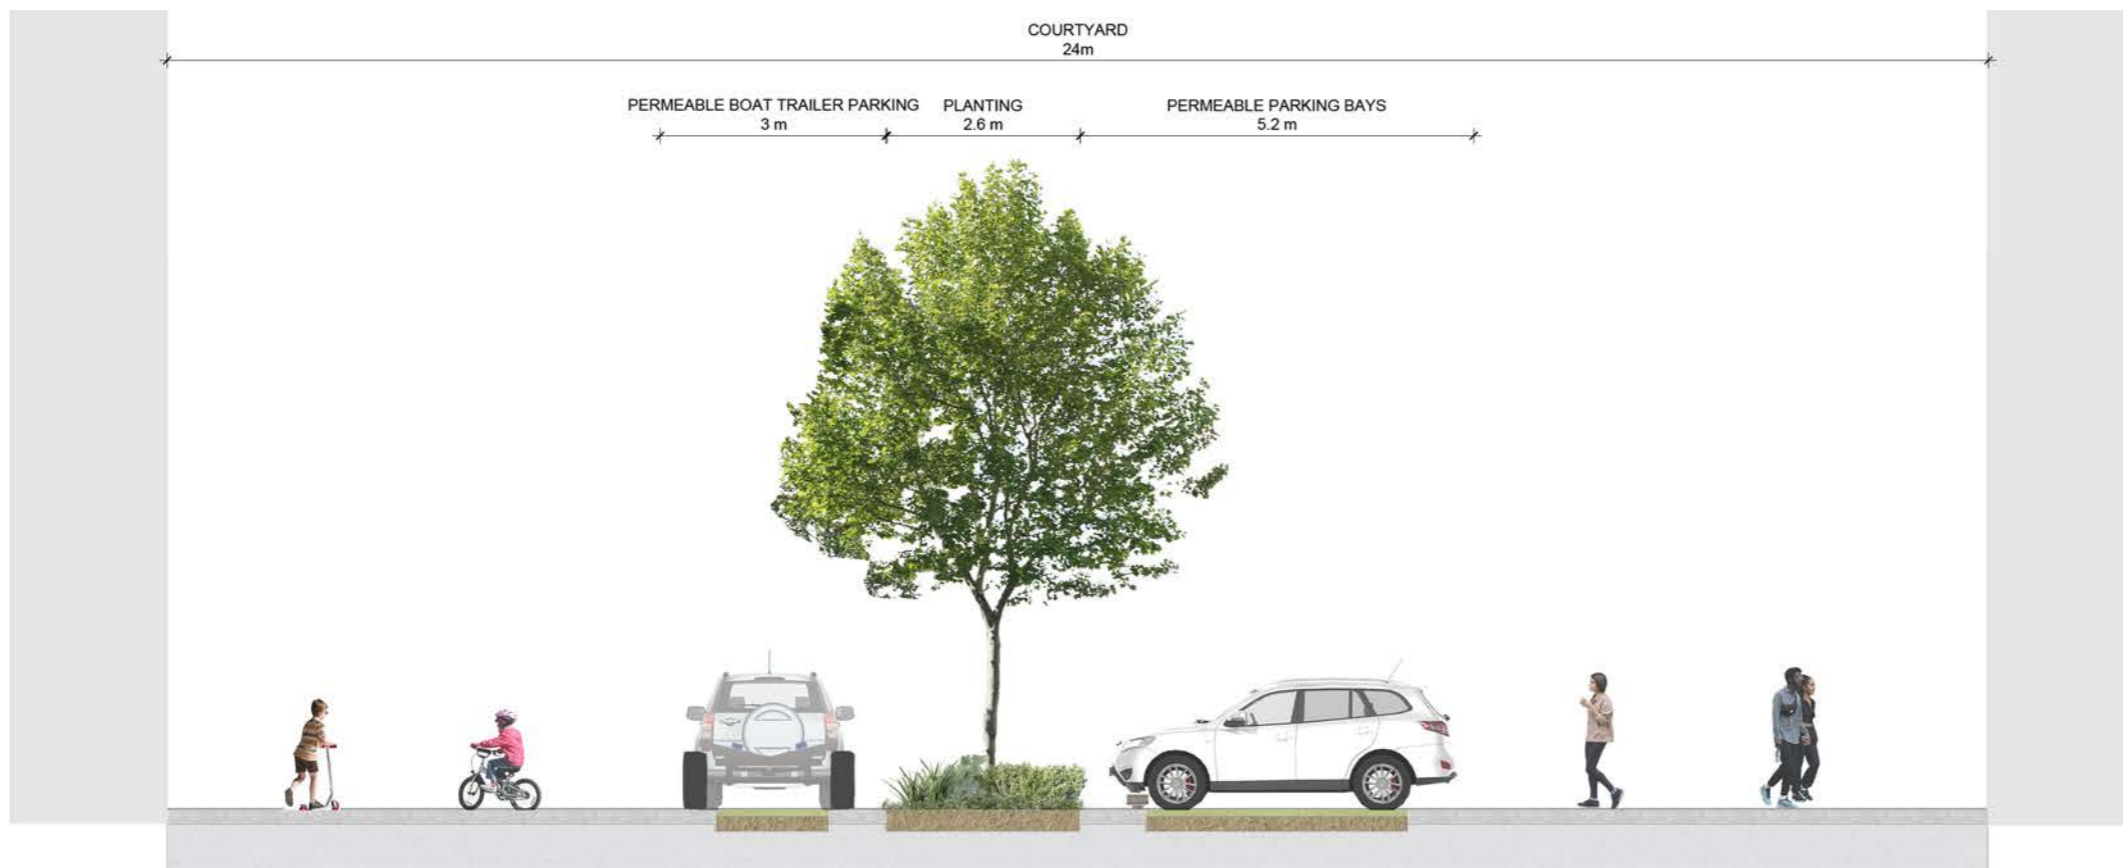 COURTYARD
24m
PERMEABLE BOAT TRAILER PARKING
3 m
PLANTING
2.6 m
PERMEABLE PARKING BAYS
5.2 m